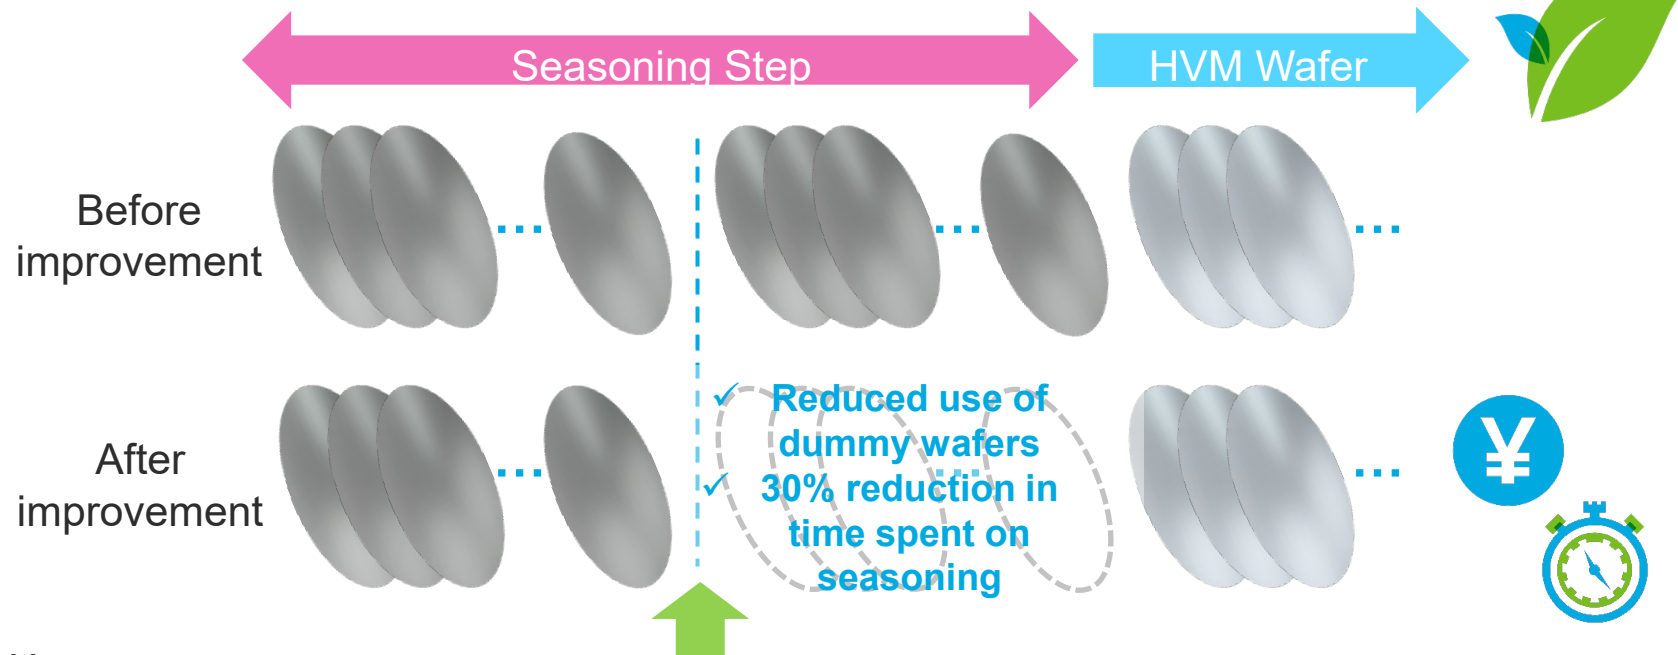 Seasoning Step
HVM Wafer
Before
improvement
After
improvement
✓ Reduced use of
dummy wafers
✓ 30% reduction in
time spent on
seasoning
¥